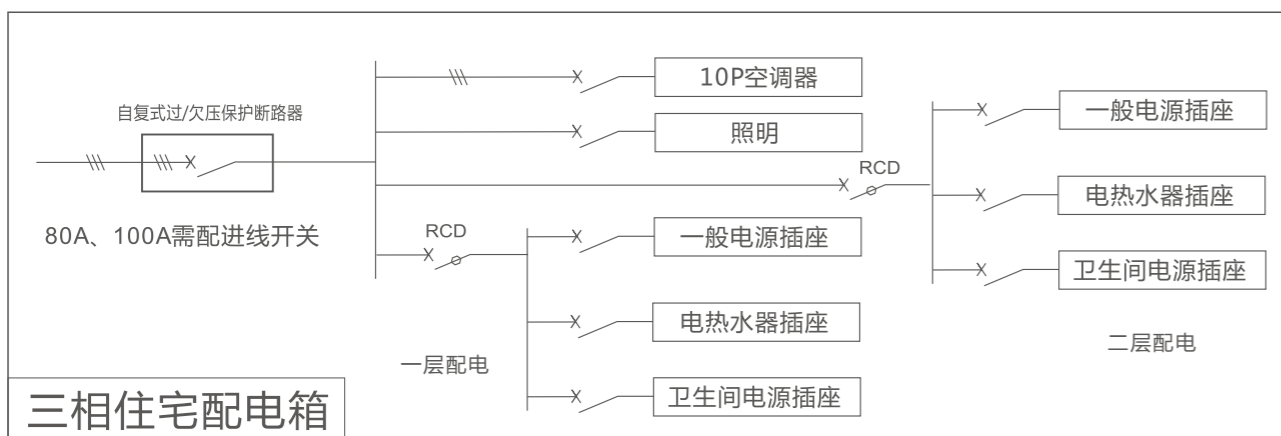 自复式过/欠压保护断路器
80A、100A需配进线开关
10P空调器
照明
RCD
RCD
一般电源插座
电热水器插座
卫生间电源插座
一层配电
一般电源插座
电热水器插座
卫生间电源插座
二层配电
三相住宅配电箱